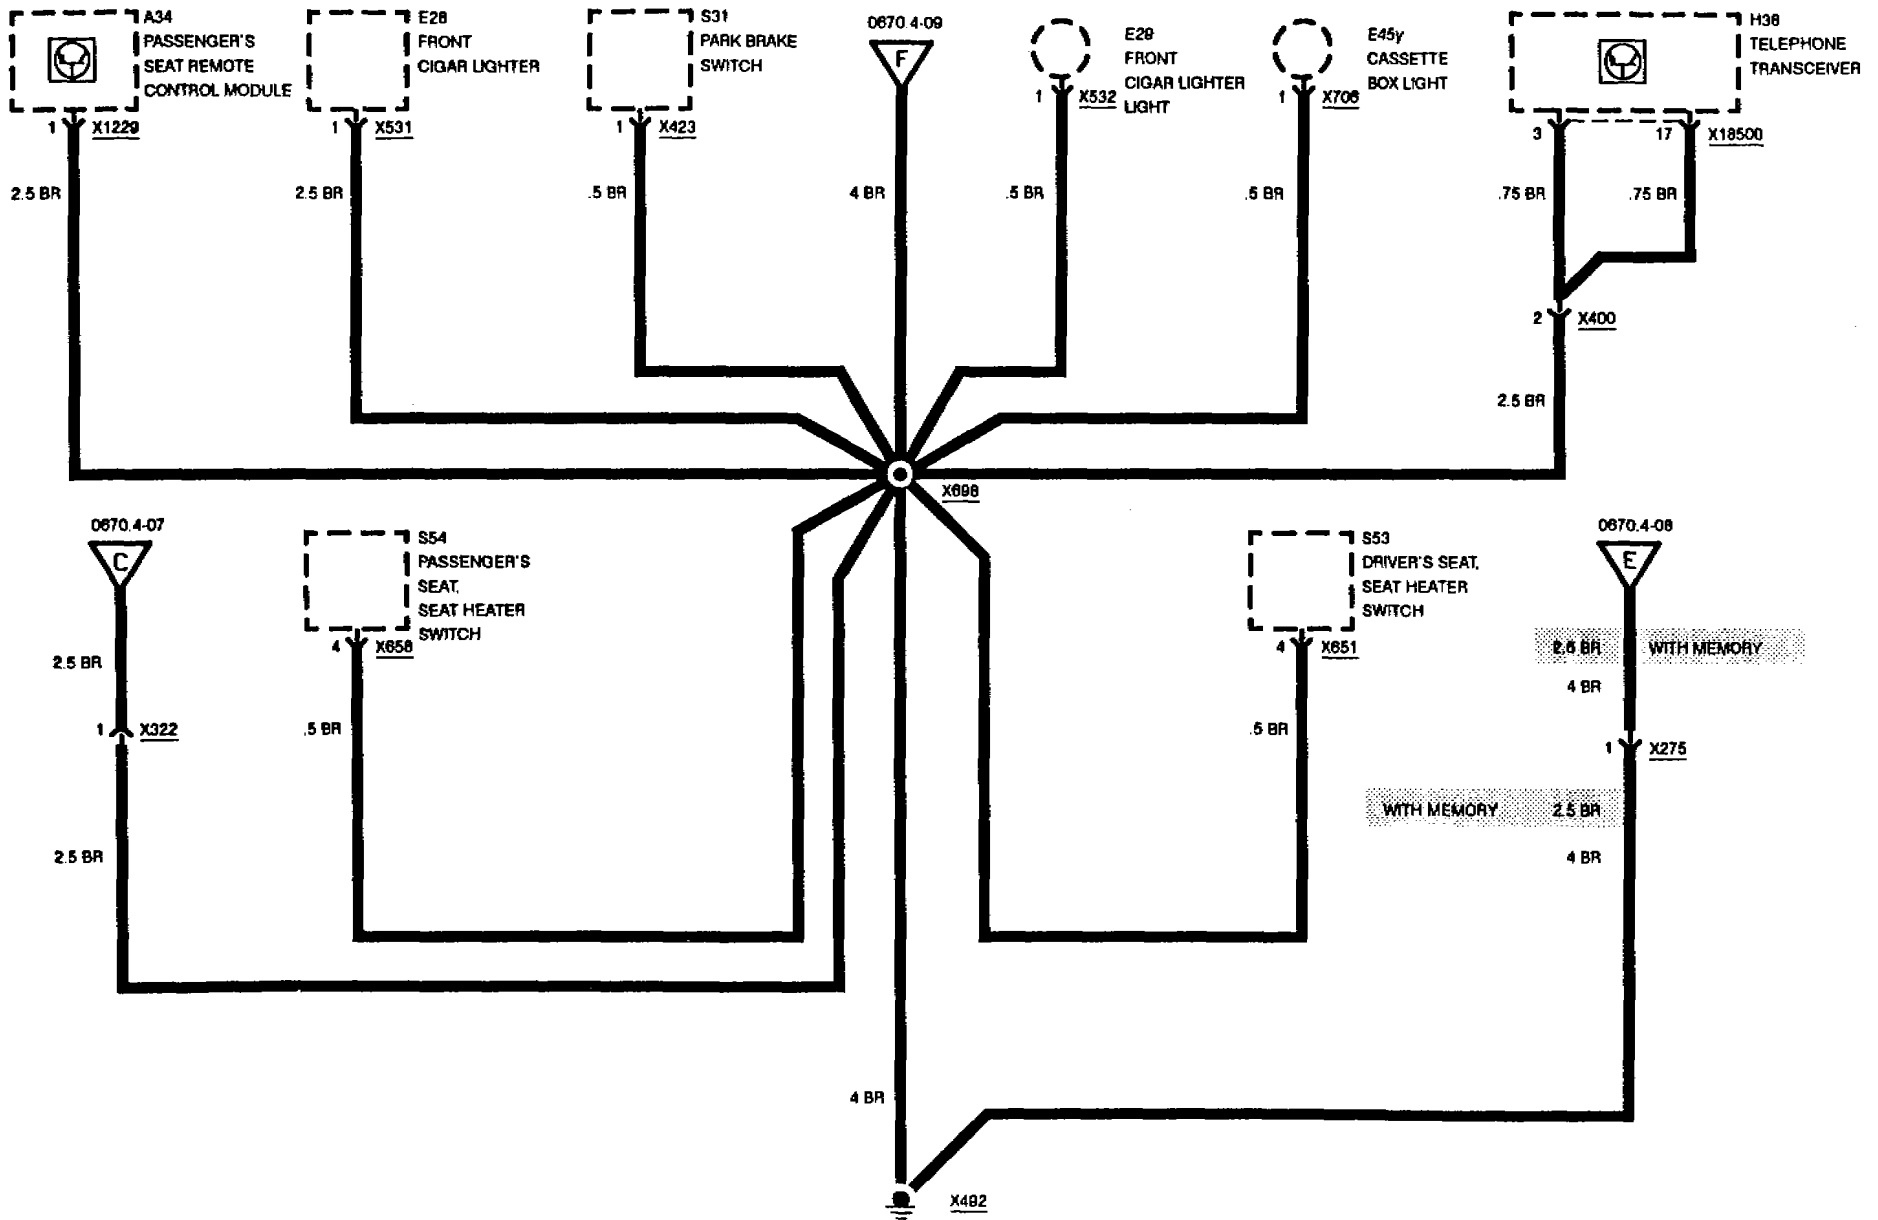 A34
PASSENGER'S
SEAT REMOTE
CONTROL MODULE
1 X1229
2.5 BR
E28
FRONT
CIGAR LIGHTER
1 X531
2.5 BR
S31
PARK BRAKE
SWITCH
1 X423
.5 BR
0670.4-09
F
4 BR
E29
FRONT
CIGAR LIGHTER
LIGHT
1 X532
.5 BR
E45y
CASSETTE
BOX LIGHT
1 X706
.5 BR
H38
TELEPHONE
TRANSCEIVER
3 17 X18500
.75 BR .75 BR
2 X400
2.5 BR
X698
0670.4-07
C
2.5 BR
1 X322
2.5 BR
S54
PASSENGER'S
SEAT,
SEAT HEATER
SWITCH
4 X658
.5 BR
S53
DRIVER'S SEAT,
SEAT HEATER
SWITCH
4 X651
.5 BR
0670.4-08
E
2.5 BR WITH MEMORY
4 BR
1 X275
WITH MEMORY 2.5 BR
4 BR
4 BR
X492